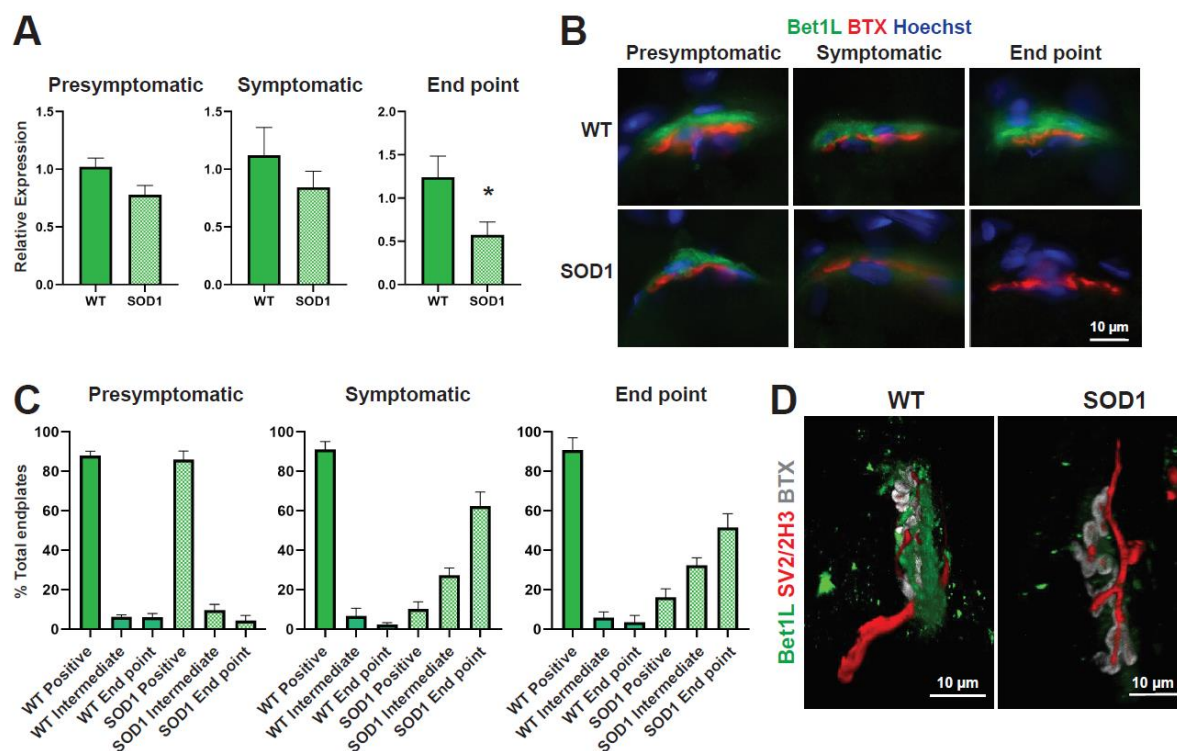 A
Presymptomatic
Symptomatic
End point
Relative Expression
1.5
1.0
0.5
0.0
WT
SOD1
1.5
1.0
0.5
0.0
WT
SOD1
2.0
1.5
1.0
0.5
0.0
*
WT
SOD1
B
Bet1L BTX Hoechst
Presymptomatic
Symptomatic
End point
WT
SOD1
10 µm
C
Presymptomatic
Symptomatic
End point
% Total endplates
100
80
60
40
20
0
WT Positive
WT Intermediate
WT End point
SOD1 Positive
SOD1 Intermediate
SOD1 End point
100
80
60
40
20
0
WT Positive
WT Intermediate
WT End point
SOD1 Positive
SOD1 Intermediate
SOD1 End point
100
80
60
40
20
0
WT Positive
WT Intermediate
WT End point
SOD1 Positive
SOD1 Intermediate
SOD1 End point
D
WT
SOD1
Bet1L SV2/2H3 BTX
10 µm
10 µm